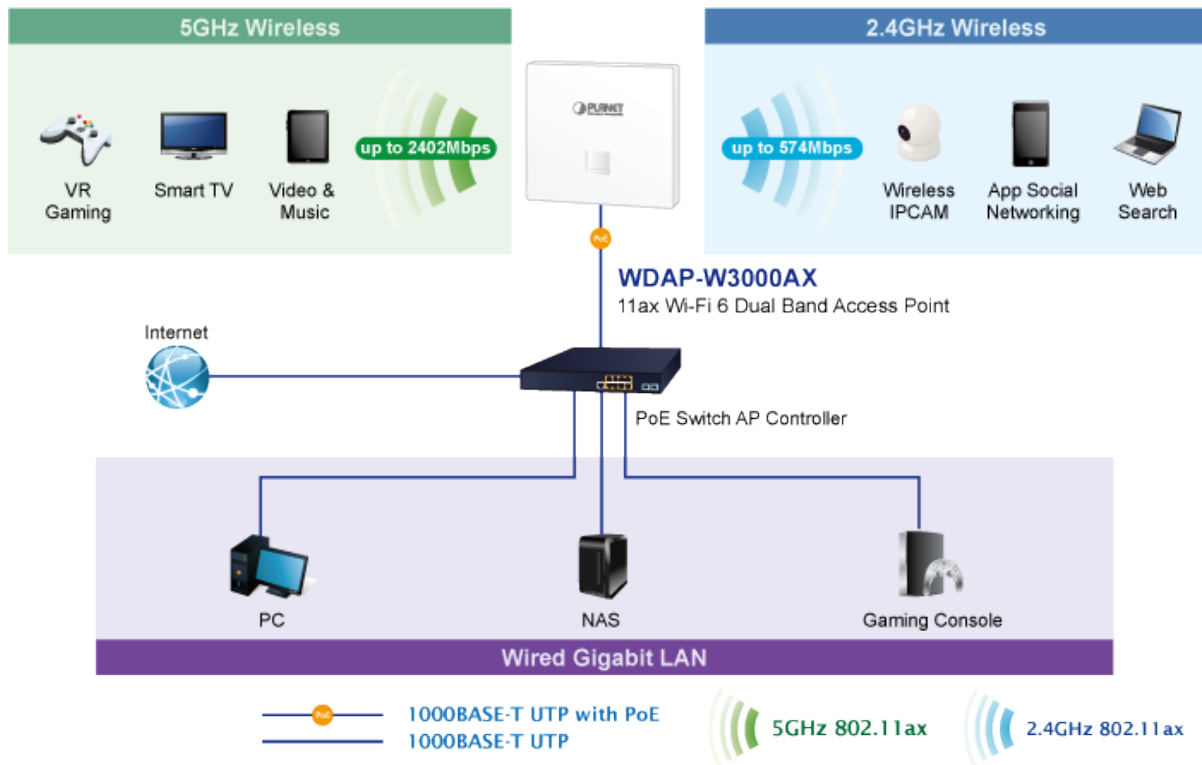 5GHz Wireless
2.4GHz Wireless
PLANET
up to 2402Mbps
up to 574Mbps
VR
Gaming
Smart TV
Video &
Music
Wireless
IPCAM
App Social
Networking
Web
Search
PoE
WDAP-W3000AX
11ax Wi-Fi 6 Dual Band Access Point
Internet
PoE Switch AP Controller
PC
NAS
Gaming Console
Wired Gigabit LAN
PoE
1000BASE-T UTP with PoE
1000BASE-T UTP
5GHz 802.11ax
2.4GHz 802.11ax